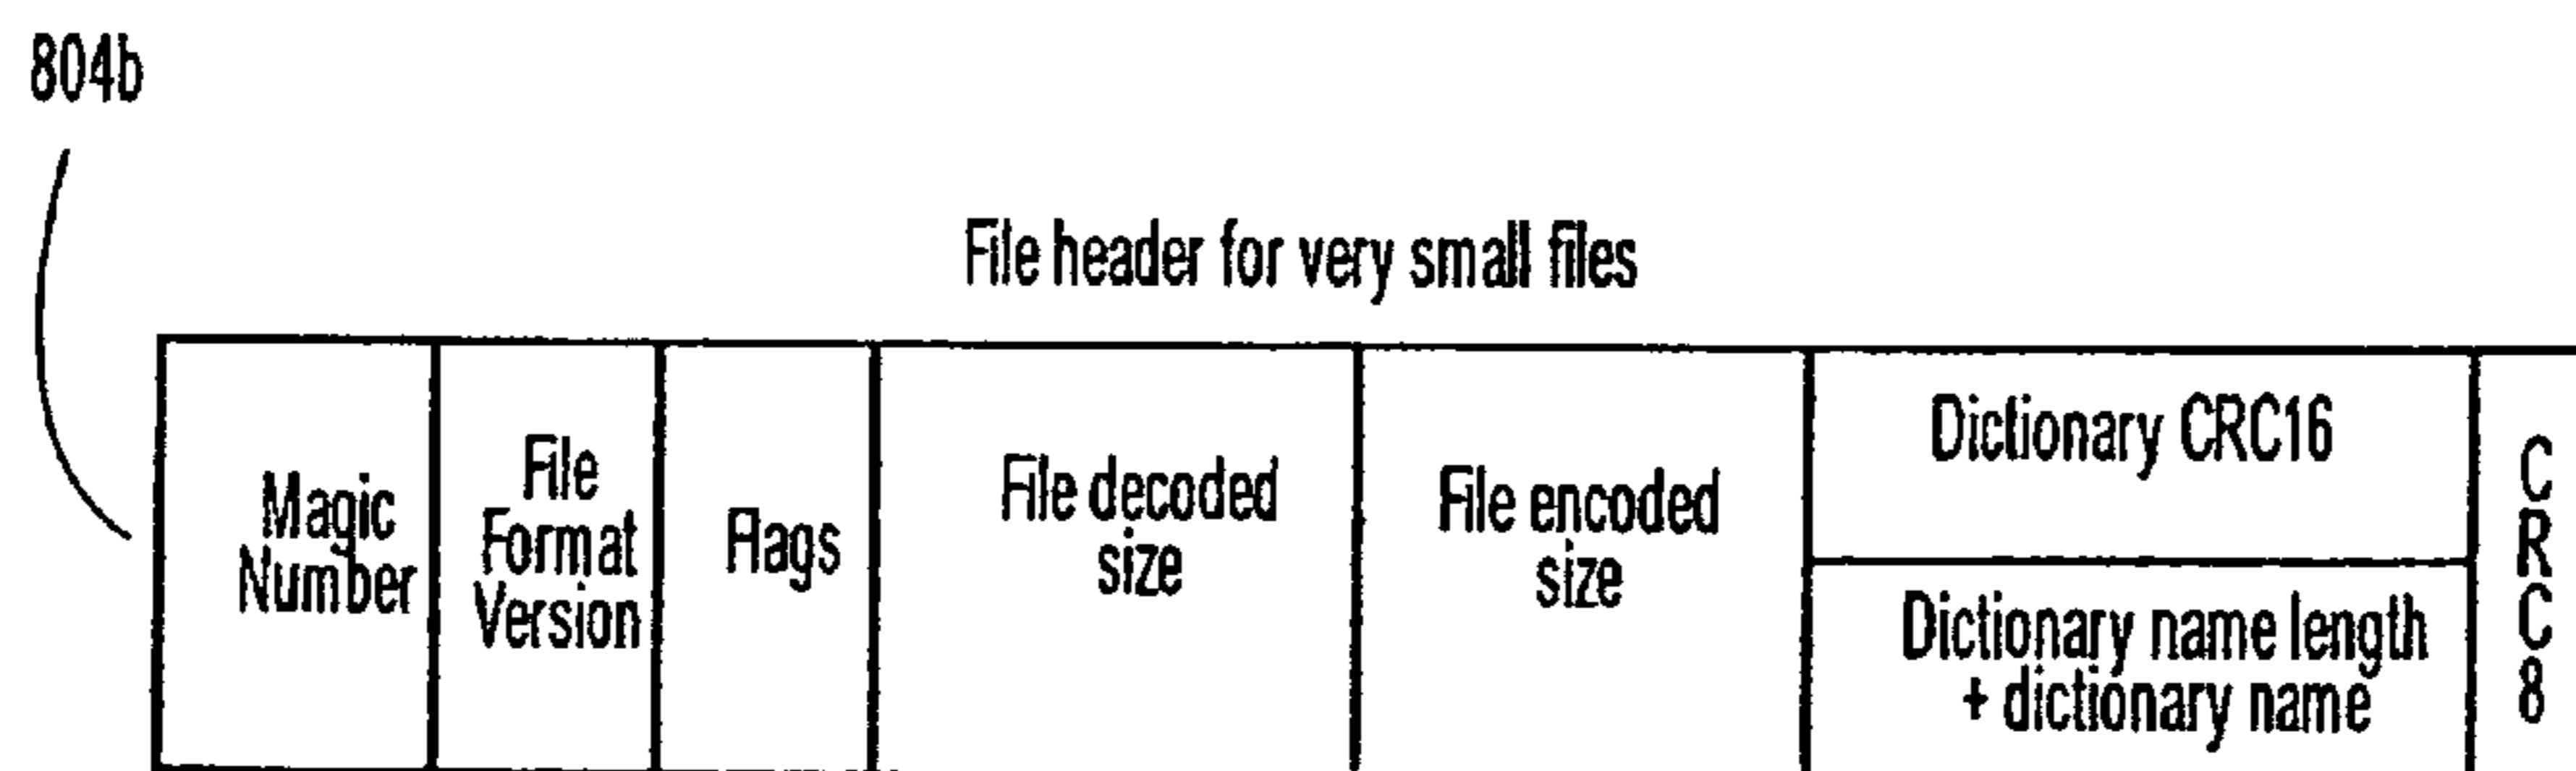 804b
File header for very small files
Magic
Number
File
Format
Version
Flags
File decoded
size
File encoded
size
Dictionary CRC16
Dictionary name length
+ dictionary name
CRC8